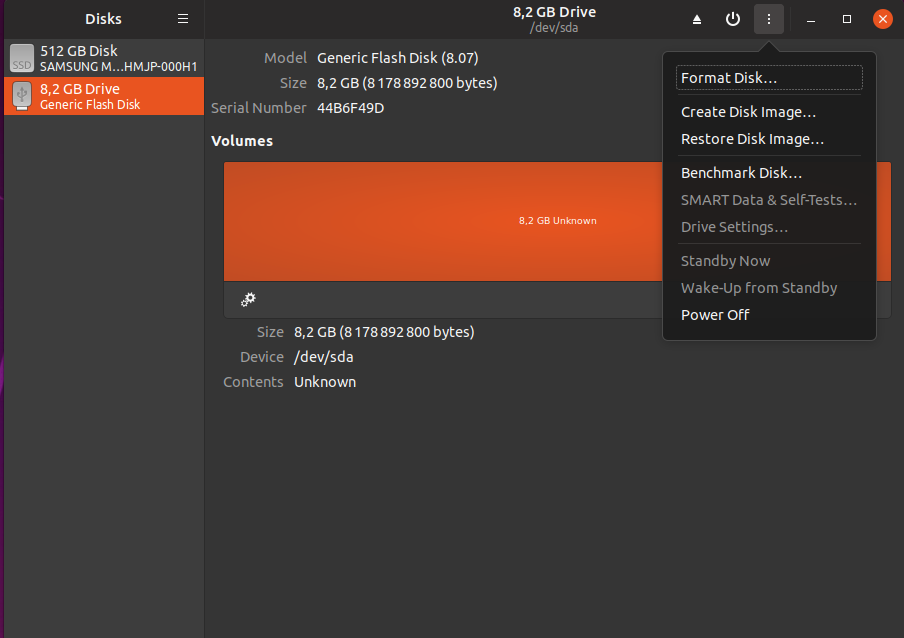 Disks
8,2 GB Drive
/dev/sda
512 GB Disk
SSD
SAMSUNG M…HMJP-000H1
8,2 GB Drive
Generic Flash Disk
Model Generic Flash Disk (8.07)
Size 8,2 GB (8 178 892 800 bytes)
Serial Number 44B6F49D
Volumes
8,2 GB Unknown
Size 8,2 GB (8 178 892 800 bytes)
Device /dev/sda
Contents Unknown
Format Disk…
Create Disk Image…
Restore Disk Image…
Benchmark Disk…
SMART Data & Self-Tests…
Drive Settings…
Standby Now
Wake-Up from Standby
Power Off